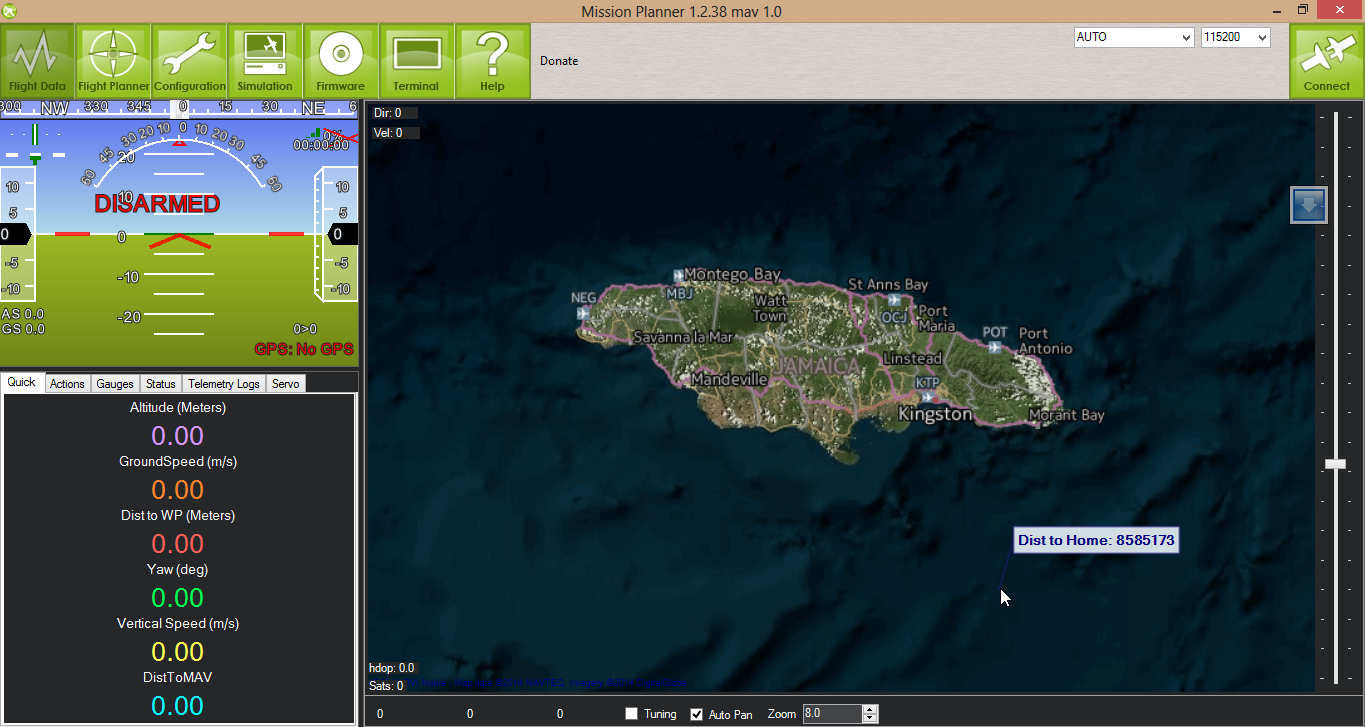 Mission Planner 1.2.38 mav 1.0
Flight Data
Flight Planner
Configuration
Simulation
Firmware
Terminal
Help
Donate
AUTO
115200
Connect
300 NW 330 345 0 15 30 NE 6
60 45 30 20 10 0 10 20 30 45 60
0%
00:00:00
20
10
DISARMED
0
-10
-20
10
5
0
-5
-10
10
5
0
-5
-10
AS 0.0
GS 0.0
0>0
GPS: No GPS
Quick
Actions
Gauges
Status
Telemetry Logs
Servo
Altitude (Meters)
0.00
GroundSpeed (m/s)
0.00
Dist to WP (Meters)
0.00
Yaw (deg)
0.00
Vertical Speed (m/s)
0.00
DistToMAV
0.00
Dir: 0
Vel: 0
Montego Bay
MBJ
NEG
Watt
Town
St Anns Bay
OCJ
Port
Maria
POT
Port
Antonio
Savanna la Mar
JAMAICA
Linstead
Mandeville
KTP
Kingston
Morant Bay
Dist to Home: 8585173
hdop: 0.0
Sats: 0
0
0
0
Tuning
Auto Pan
Zoom
8.0